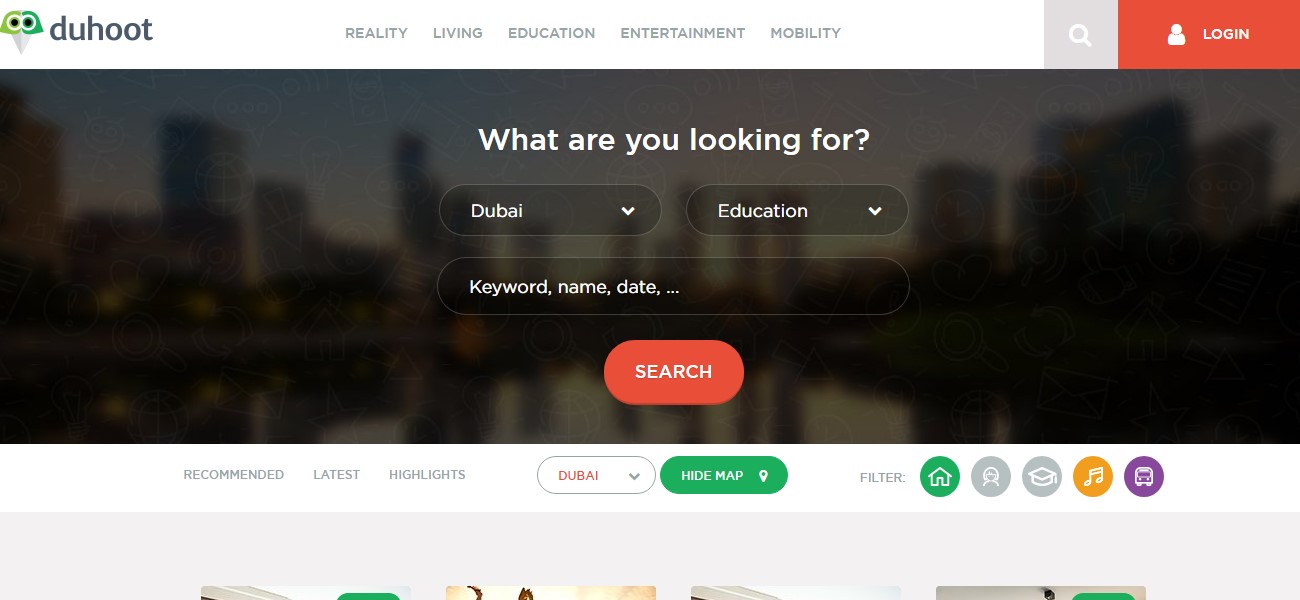 duhoot
REALITY LIVING EDUCATION ENTERTAINMENT MOBILITY
LOGIN
What are you looking for?
Dubai Education
Keyword, name, date, ...
SEARCH
RECOMMENDED LATEST HIGHLIGHTS DUBAI HIDE MAP FILTER: